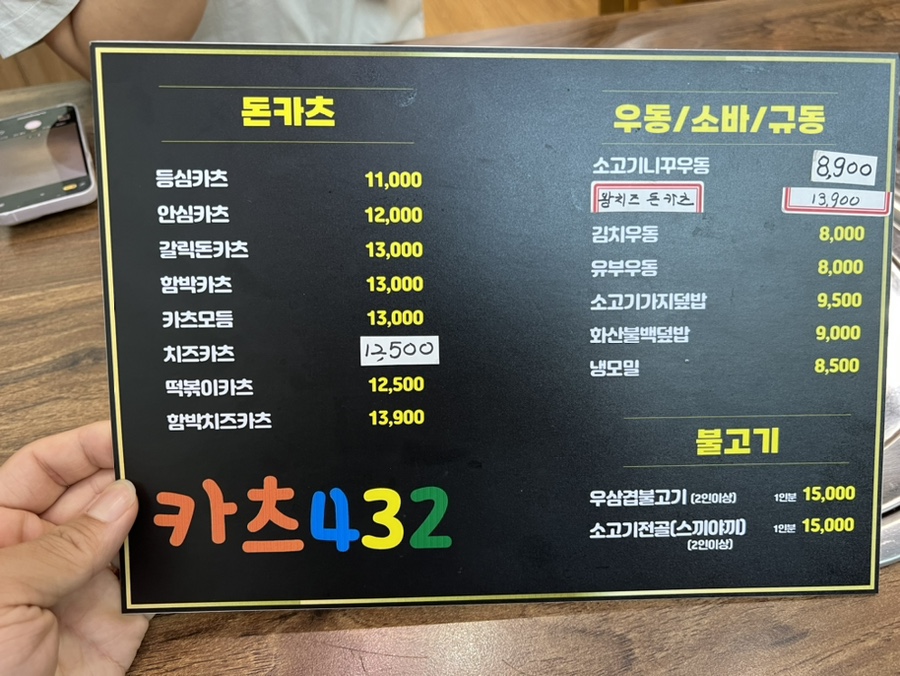 돈카츠
등심카츠 11,000
안심카츠 12,000
갈릭돈카츠 13,000
함박카츠 13,000
카츠모듬 13,000
치즈카츠 12,500
떡볶이카츠 12,500
함박치즈카츠 13,900
카츠432
우동/소바/규동
소고기니꾸우동 8,900
왕치즈 돈카츠 13,900
김치우동 8,000
유부우동 8,000
소고기가지덮밥 9,500
화산불백덮밥 9,000
냉모밀 8,500
불고기
우삼겹불고기 (2인이상) 1인분 15,000
소고기전골(스끼야끼) 1인분 15,000
(2인이상)